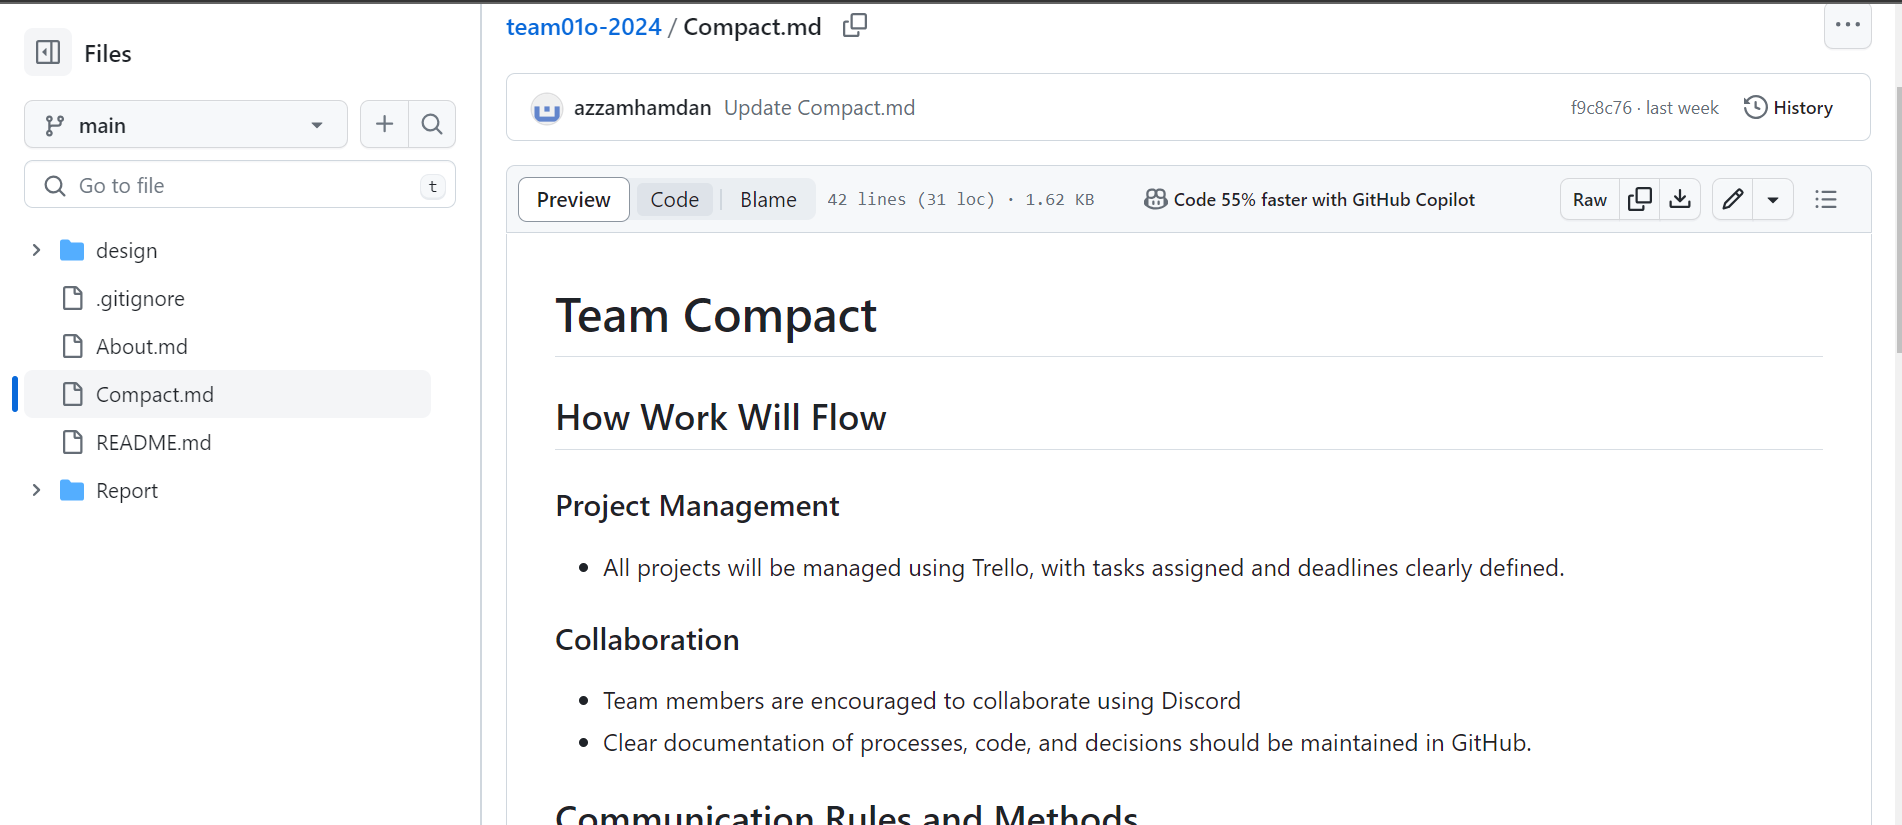 Files
main
Go to file
t
design
.gitignore
About.md
Compact.md
README.md
Report
team01o-2024 / Compact.md
azzamhamdan Update Compact.md
f9c8c76 · last week
History
Preview
Code
Blame
42 lines (31 loc) · 1.62 KB
Code 55% faster with GitHub Copilot
Raw
Team Compact
How Work Will Flow
Project Management
• All projects will be managed using Trello, with tasks assigned and deadlines clearly defined.
Collaboration
• Team members are encouraged to collaborate using Discord
• Clear documentation of processes, code, and decisions should be maintained in GitHub.
Communication Rules and Methods